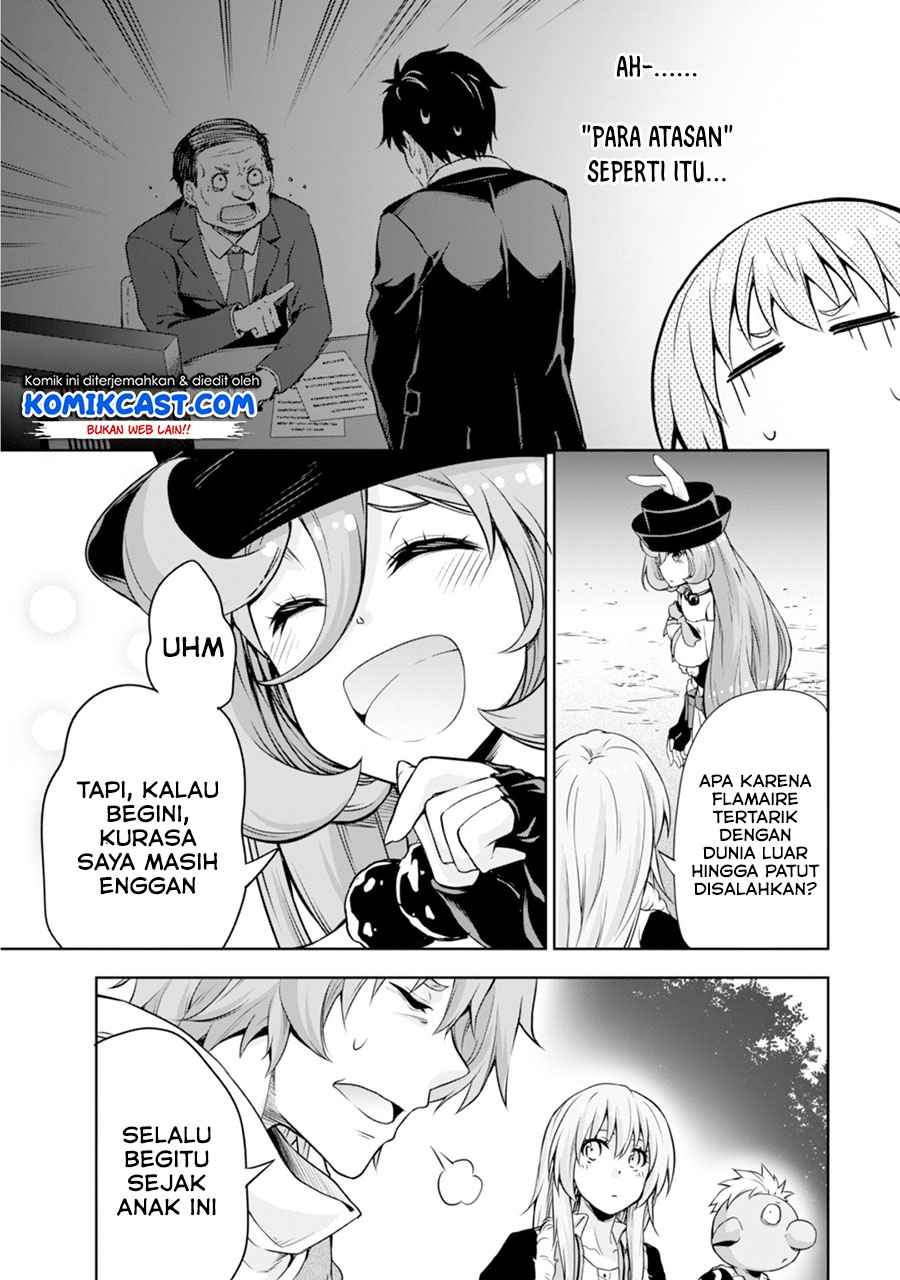 AH-......
"PARA ATASAN"
SEPERTI ITU...
Komik ini diterjemahkan & diedit oleh
KOMIKCAST.COM
BUKAN WEB LAIN!!
APA KARENA
FLAMAIRE
TERTARIK
DENGAN
DUNIA LUAR
HINGGA PATUT
DISALAHKAN?
UHM
TAPI, KALAU
BEGINI,
KURASA
SAYA MASIH
ENGGAN
SELALU
BEGITU
SEJAK
ANAK INI